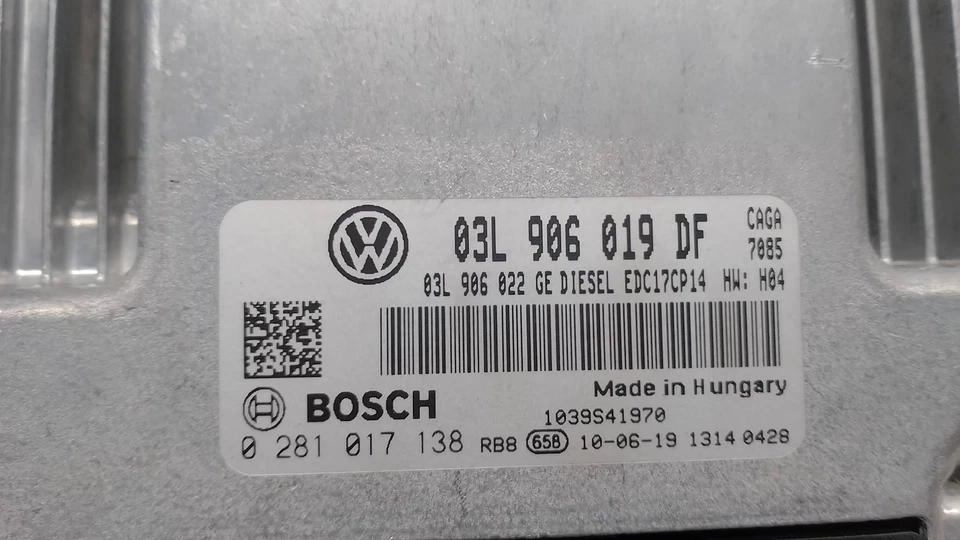 03L 906 019 DF
CAGA
7085
03L 906 022 GE DIESEL EDC17CP14 HW: H04
Made in Hungary
BOSCH
1039S41970
0 281 017 138 RB8 658 10-06-19 1314 0428